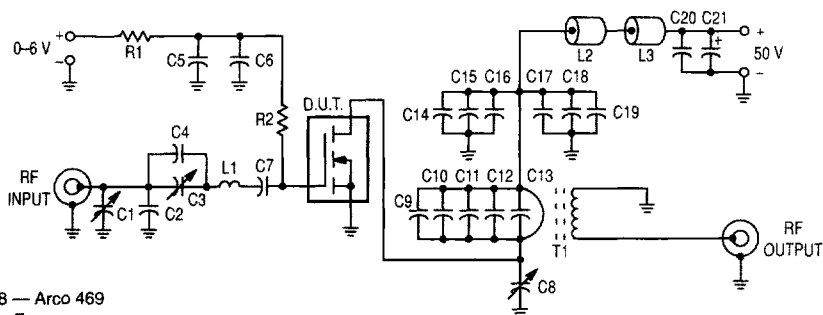 C20 C21
0–6 V
+
−
R1
L2
L3
+
+
50 V
−
C5
C6
C15 C16
C17 C18
C14
C19
R2
D.U.T.
C4
L1
C7
RF
INPUT
C1
C2
C3
C10 C11 C12 C13
C9
T1
RF
OUTPUT
C8
8 — Arco 469